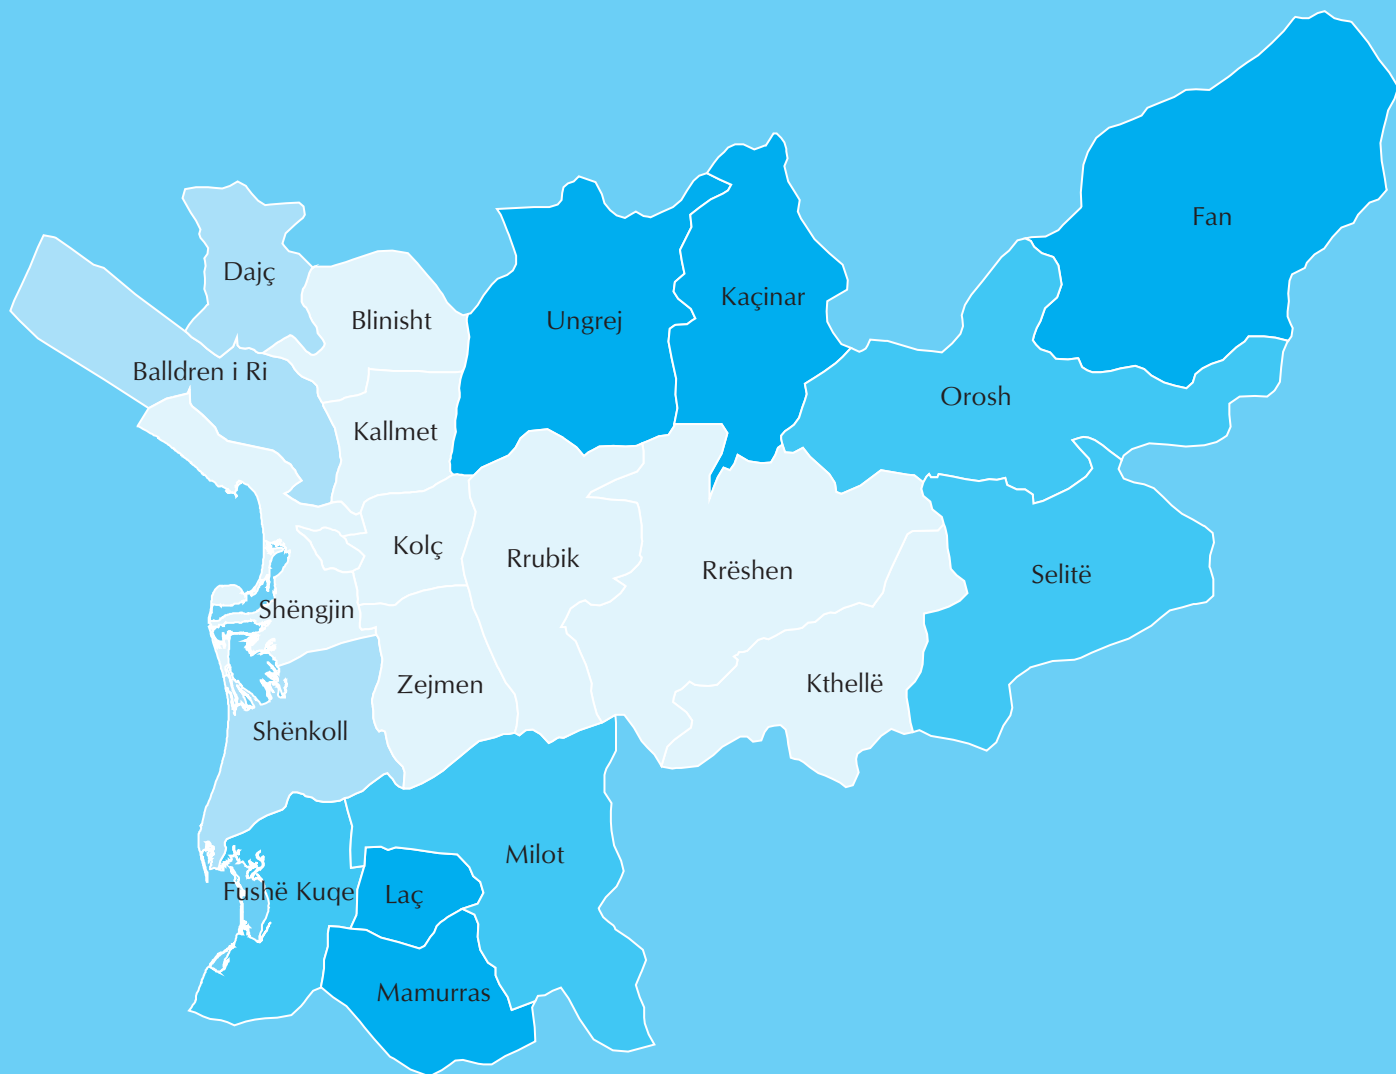 Fan
Dajç
Kaçinar
Blinisht
Ungrej
Balldren i Ri
Orosh
Kallmet
Kolç
Rrubik
Rrëshen
Selitë
Shëngjin
Zejmen
Kthellë
Shënkoll
Milot
Fushë Kuqe
Laç
Mamurras